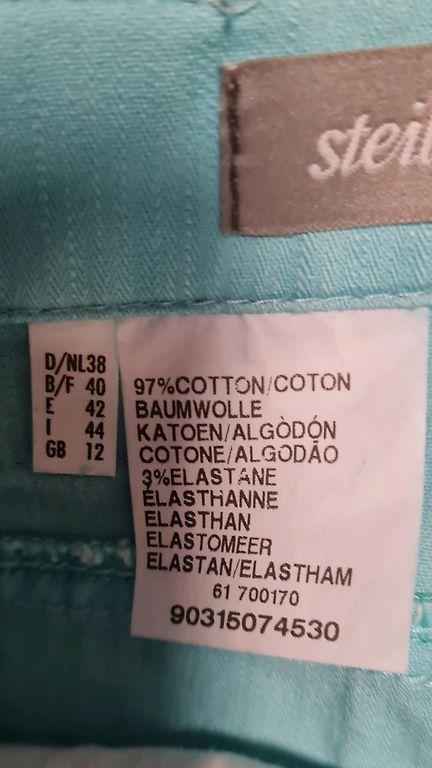 D/NL38
B/F 40
E 42
I 44
GB 12
97%COTTON/COTON
BAUMWOLLE
KATOEN/ALGÒDÓN
COTONE/ALGODÃO
3%ELASTANE
ÉLASTHANNE
ELASTHAN
ELASTOMEER
ELASTAN/ELASTHAM
61 700170
90315074530